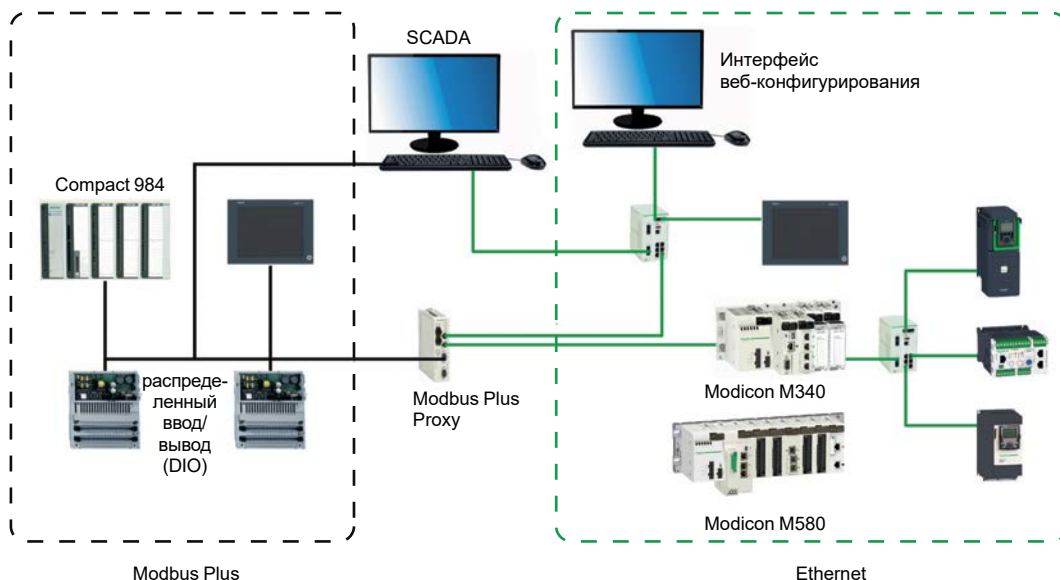 SCADA
Интерфейс
веб-конфигурирования
Compact 984
распреде-
ленный
ввод/
вывод
(DIO)
Modbus Plus
Proxy
Modicon M340
Modicon M580
Modbus Plus
Ethernet